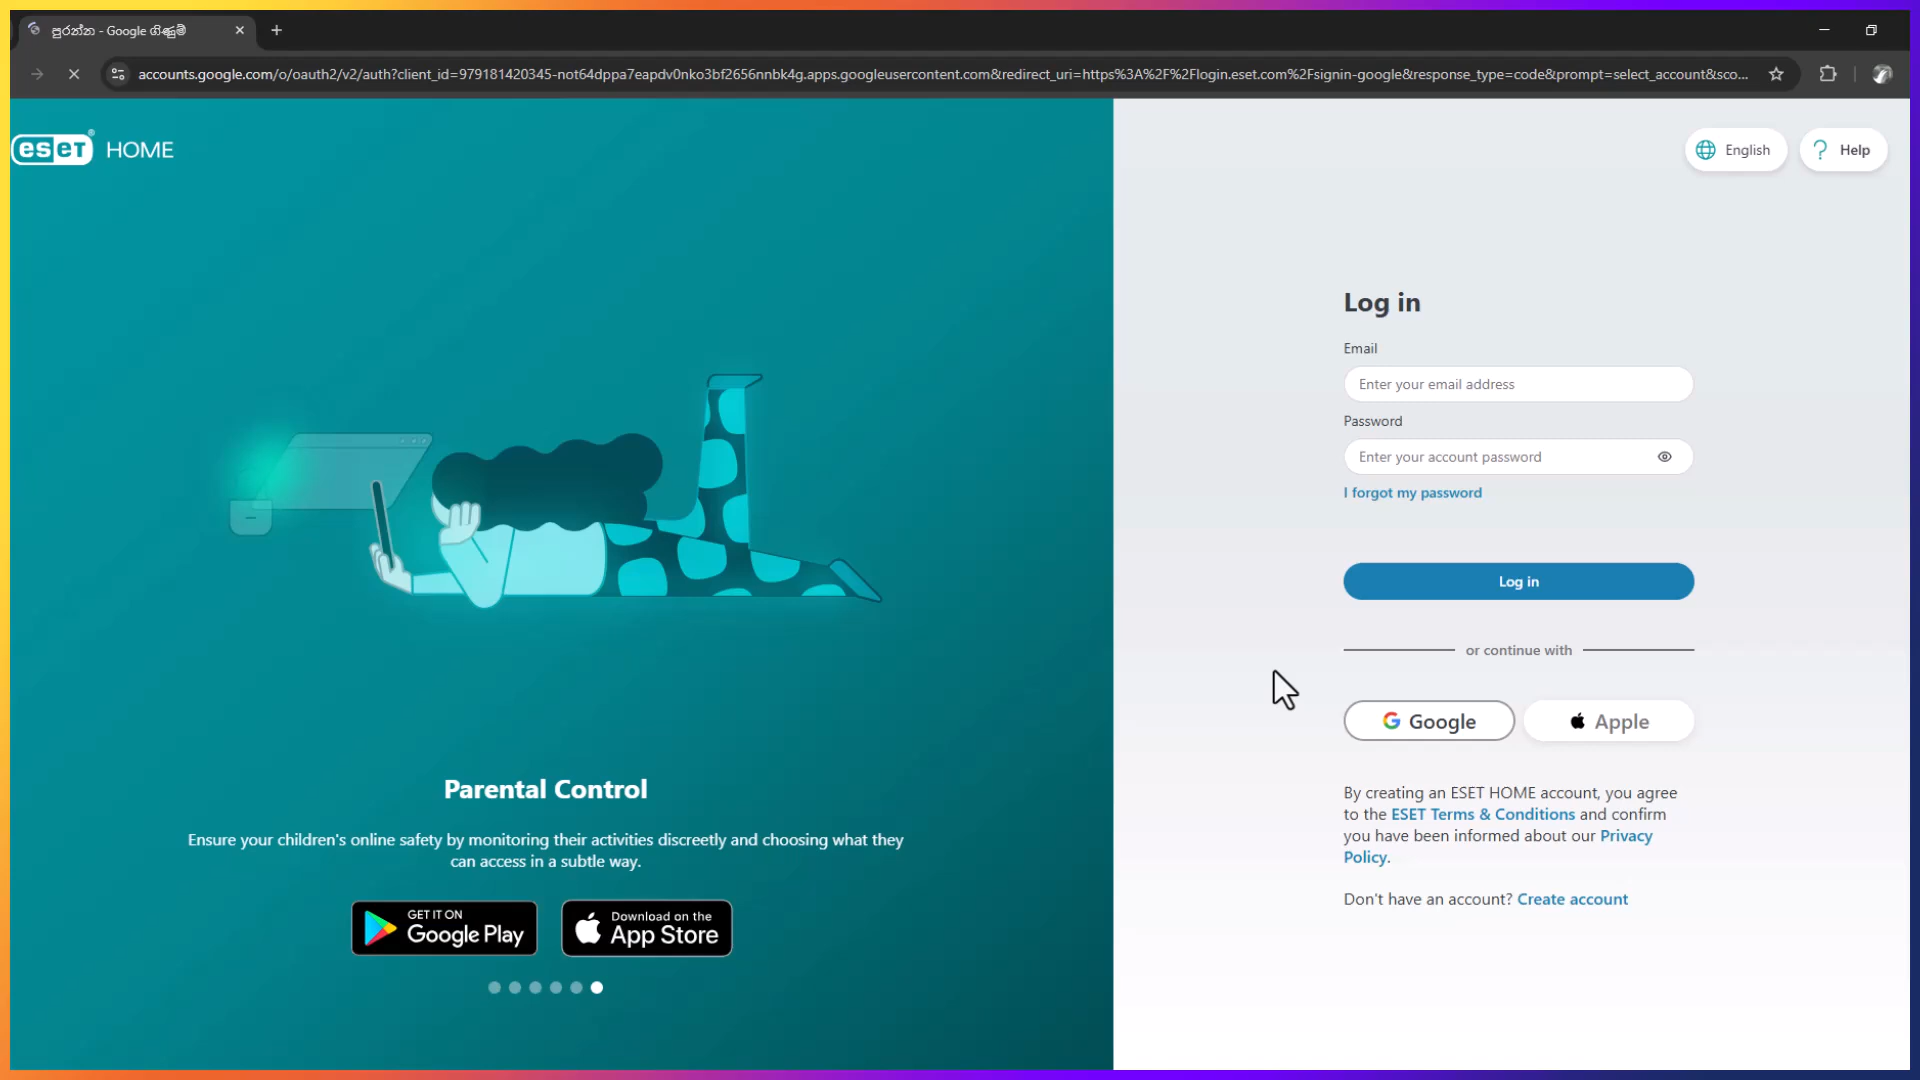 පුරන්න - Google ගිණුම්
accounts.google.com/o/oauth2/v2/auth?client_id=979181420345-not64dppa7eapdv0nko3bf2656nnbk4g.apps.googleusercontent.com&redirect_uri=https%3A%2F%2Flogin.eset.com%2Fsignin-google&response_type=code&prompt=select_account&sco...
eseT® HOME
English
Help
Log in
Email
Enter your email address
Password
Enter your account password
I forgot my password
Log in
or continue with
Google
Apple
By creating an ESET HOME account, you agree
to the ESET Terms & Conditions and confirm
you have been informed about our Privacy
Policy.
Don't have an account? Create account
Parental Control
Ensure your children's online safety by monitoring their activities discreetly and choosing what they
can access in a subtle way.
GET IT ON
Google Play
Download on the
App Store